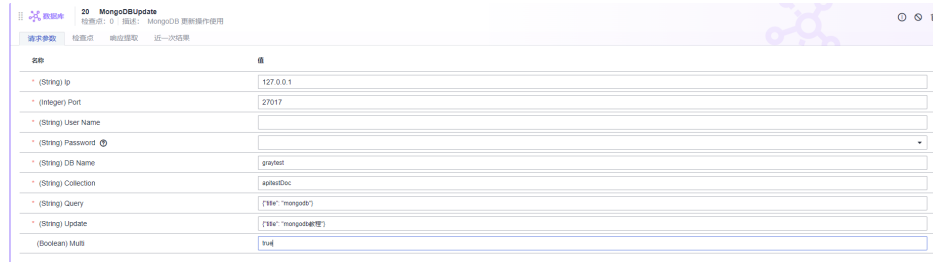 数据库
20 MongoDBUpdate
检查点: 0 | 描述: MongoDB 更新操作使用
请求参数 检查点 响应提取 近一次结果
名称 值
* (String) Ip 127.0.0.1
* (Integer) Port 27017
* (String) User Name
* (String) Password
* (String) DB Name graytest
* (String) Collection apitestDoc
* (String) Query {"title": "mongodb"}
* (String) Update {"title": "mongodb教程"}
(Boolean) Multi true